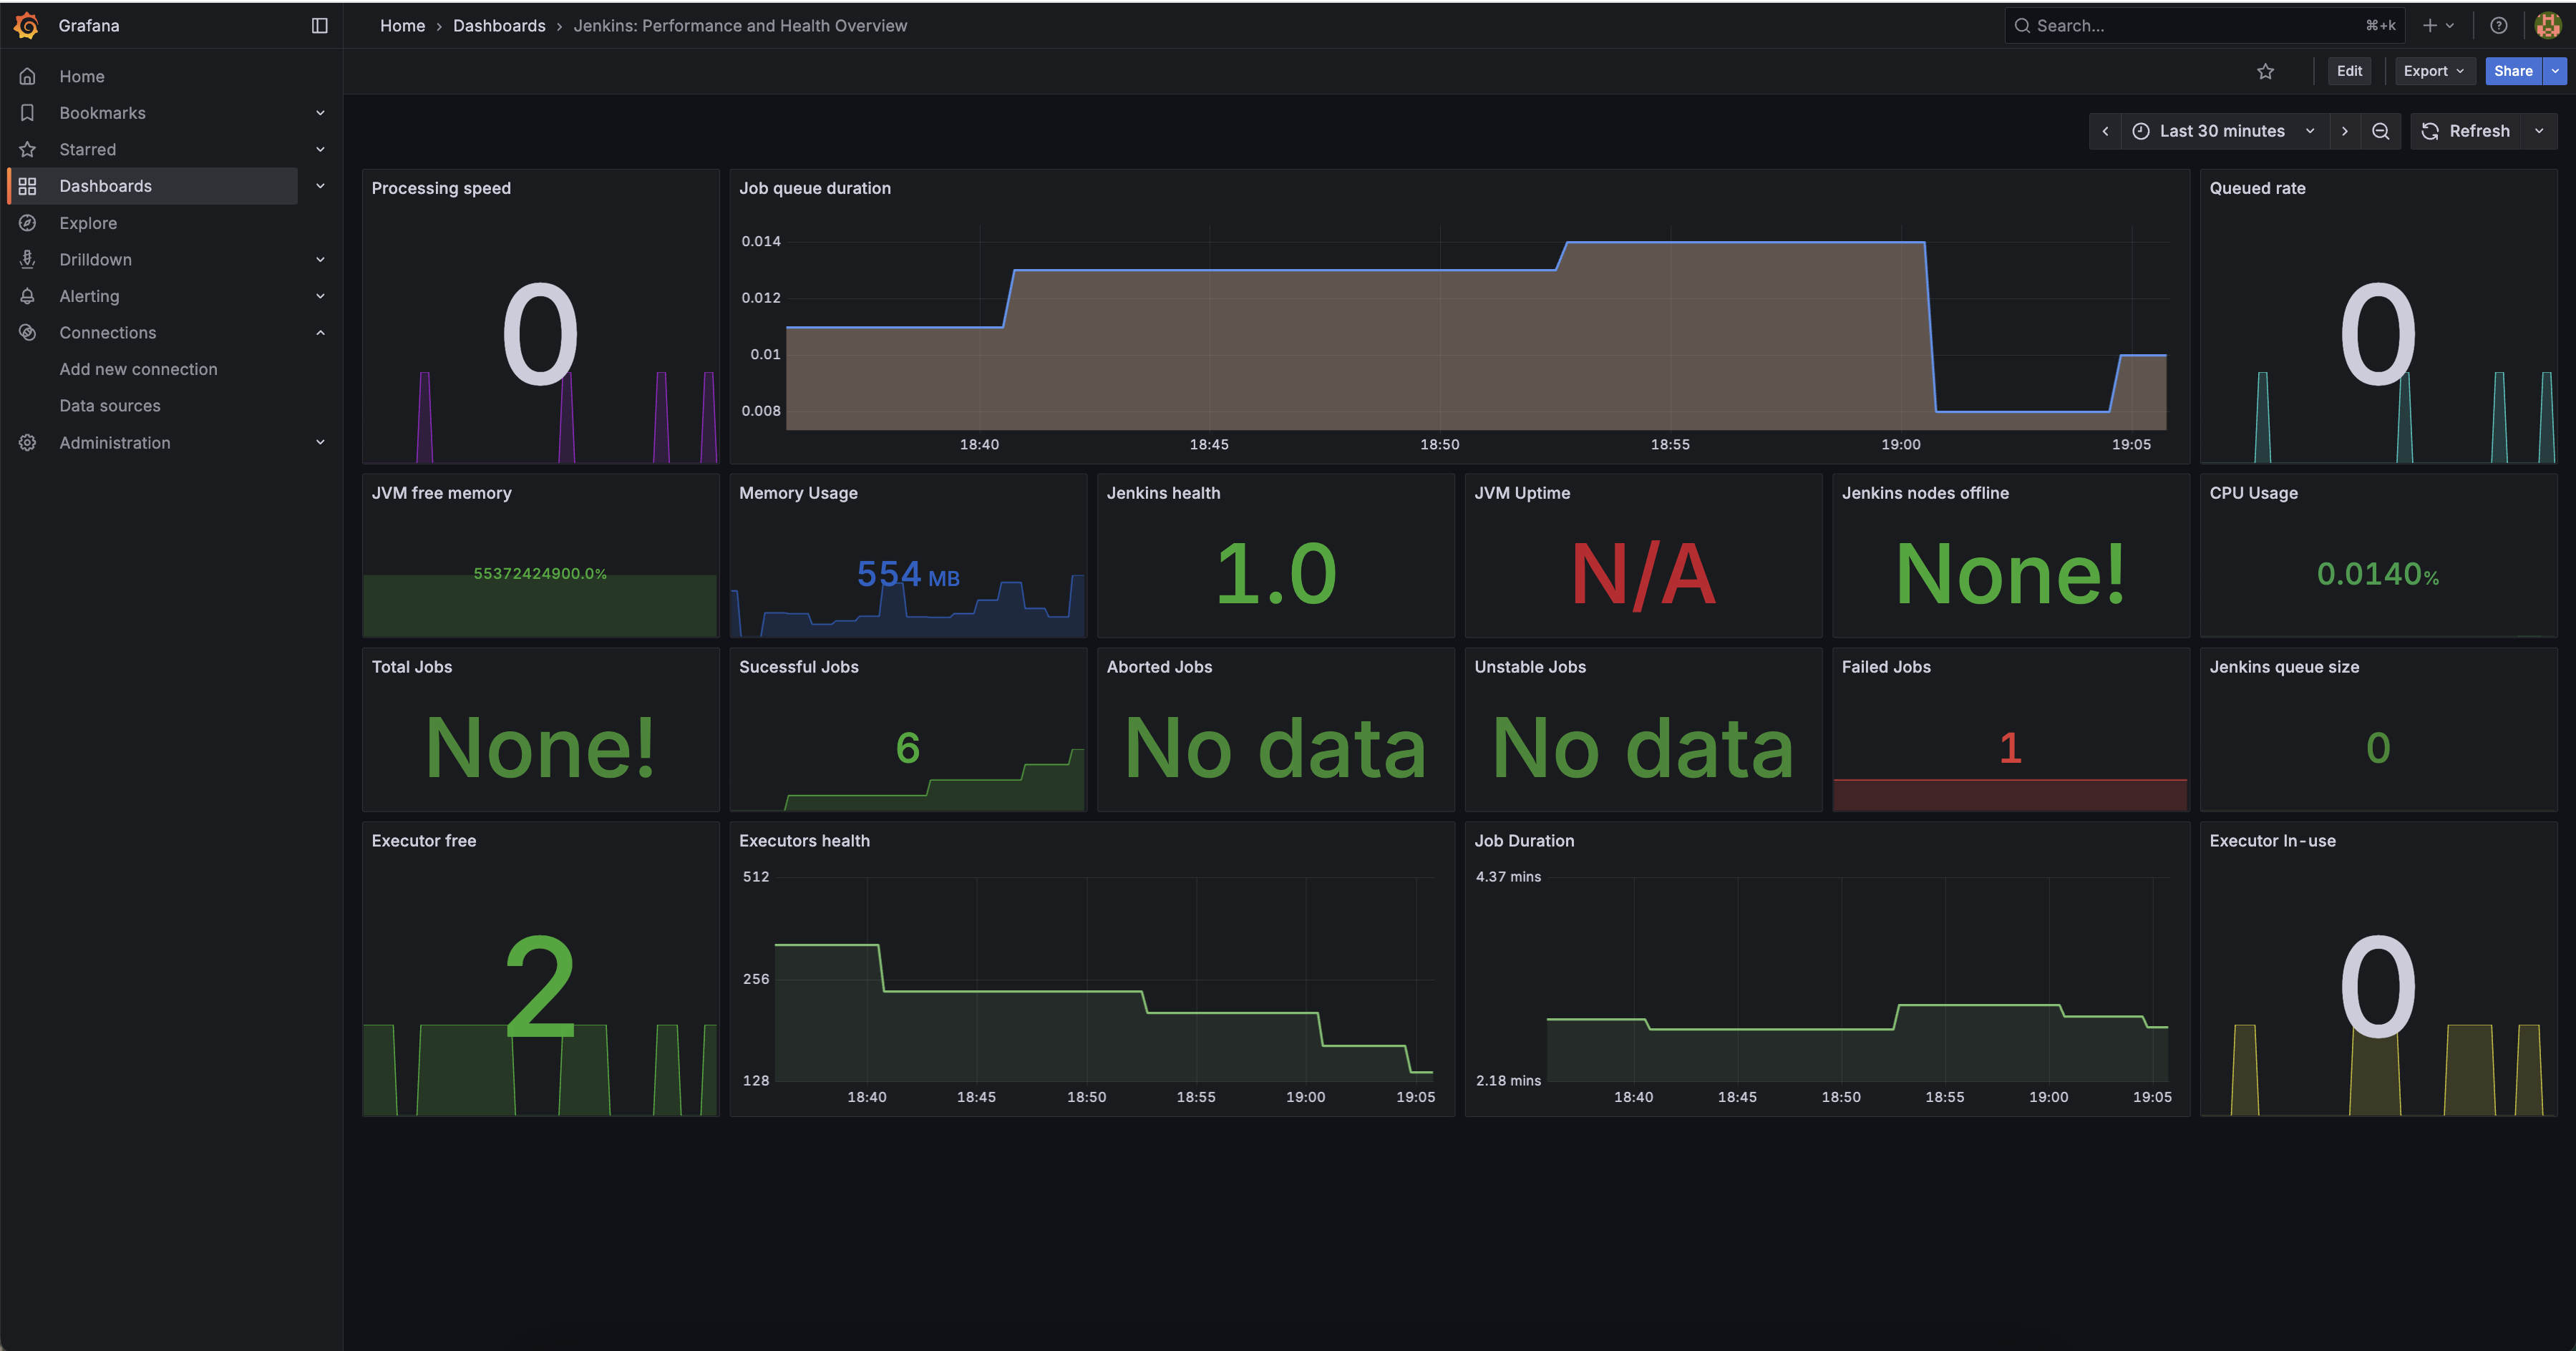 Grafana
Home › Dashboards › Jenkins: Performance and Health Overview
Search...
⌘+k
Home
Bookmarks
Starred
Dashboards
Explore
Drilldown
Alerting
Connections
Add new connection
Data sources
Administration
Edit
Export
Share
Last 30 minutes
Refresh
Processing speed
0
Job queue duration
0.014
0.012
0.01
0.008
18:40 18:45 18:50 18:55 19:00 19:05
Queued rate
0
JVM free memory
55372424900.0%
Memory Usage
554 MB
Jenkins health
1.0
JVM Uptime
N/A
Jenkins nodes offline
None!
CPU Usage
0.0140%
Total Jobs
None!
Sucessful Jobs
6
Aborted Jobs
No data
Unstable Jobs
No data
Failed Jobs
1
Jenkins queue size
0
Executor free
2
Executors health
512
256
128
18:40 18:45 18:50 18:55 19:00 19:05
Job Duration
4.37 mins
2.18 mins
18:40 18:45 18:50 18:55 19:00 19:05
Executor In-use
0